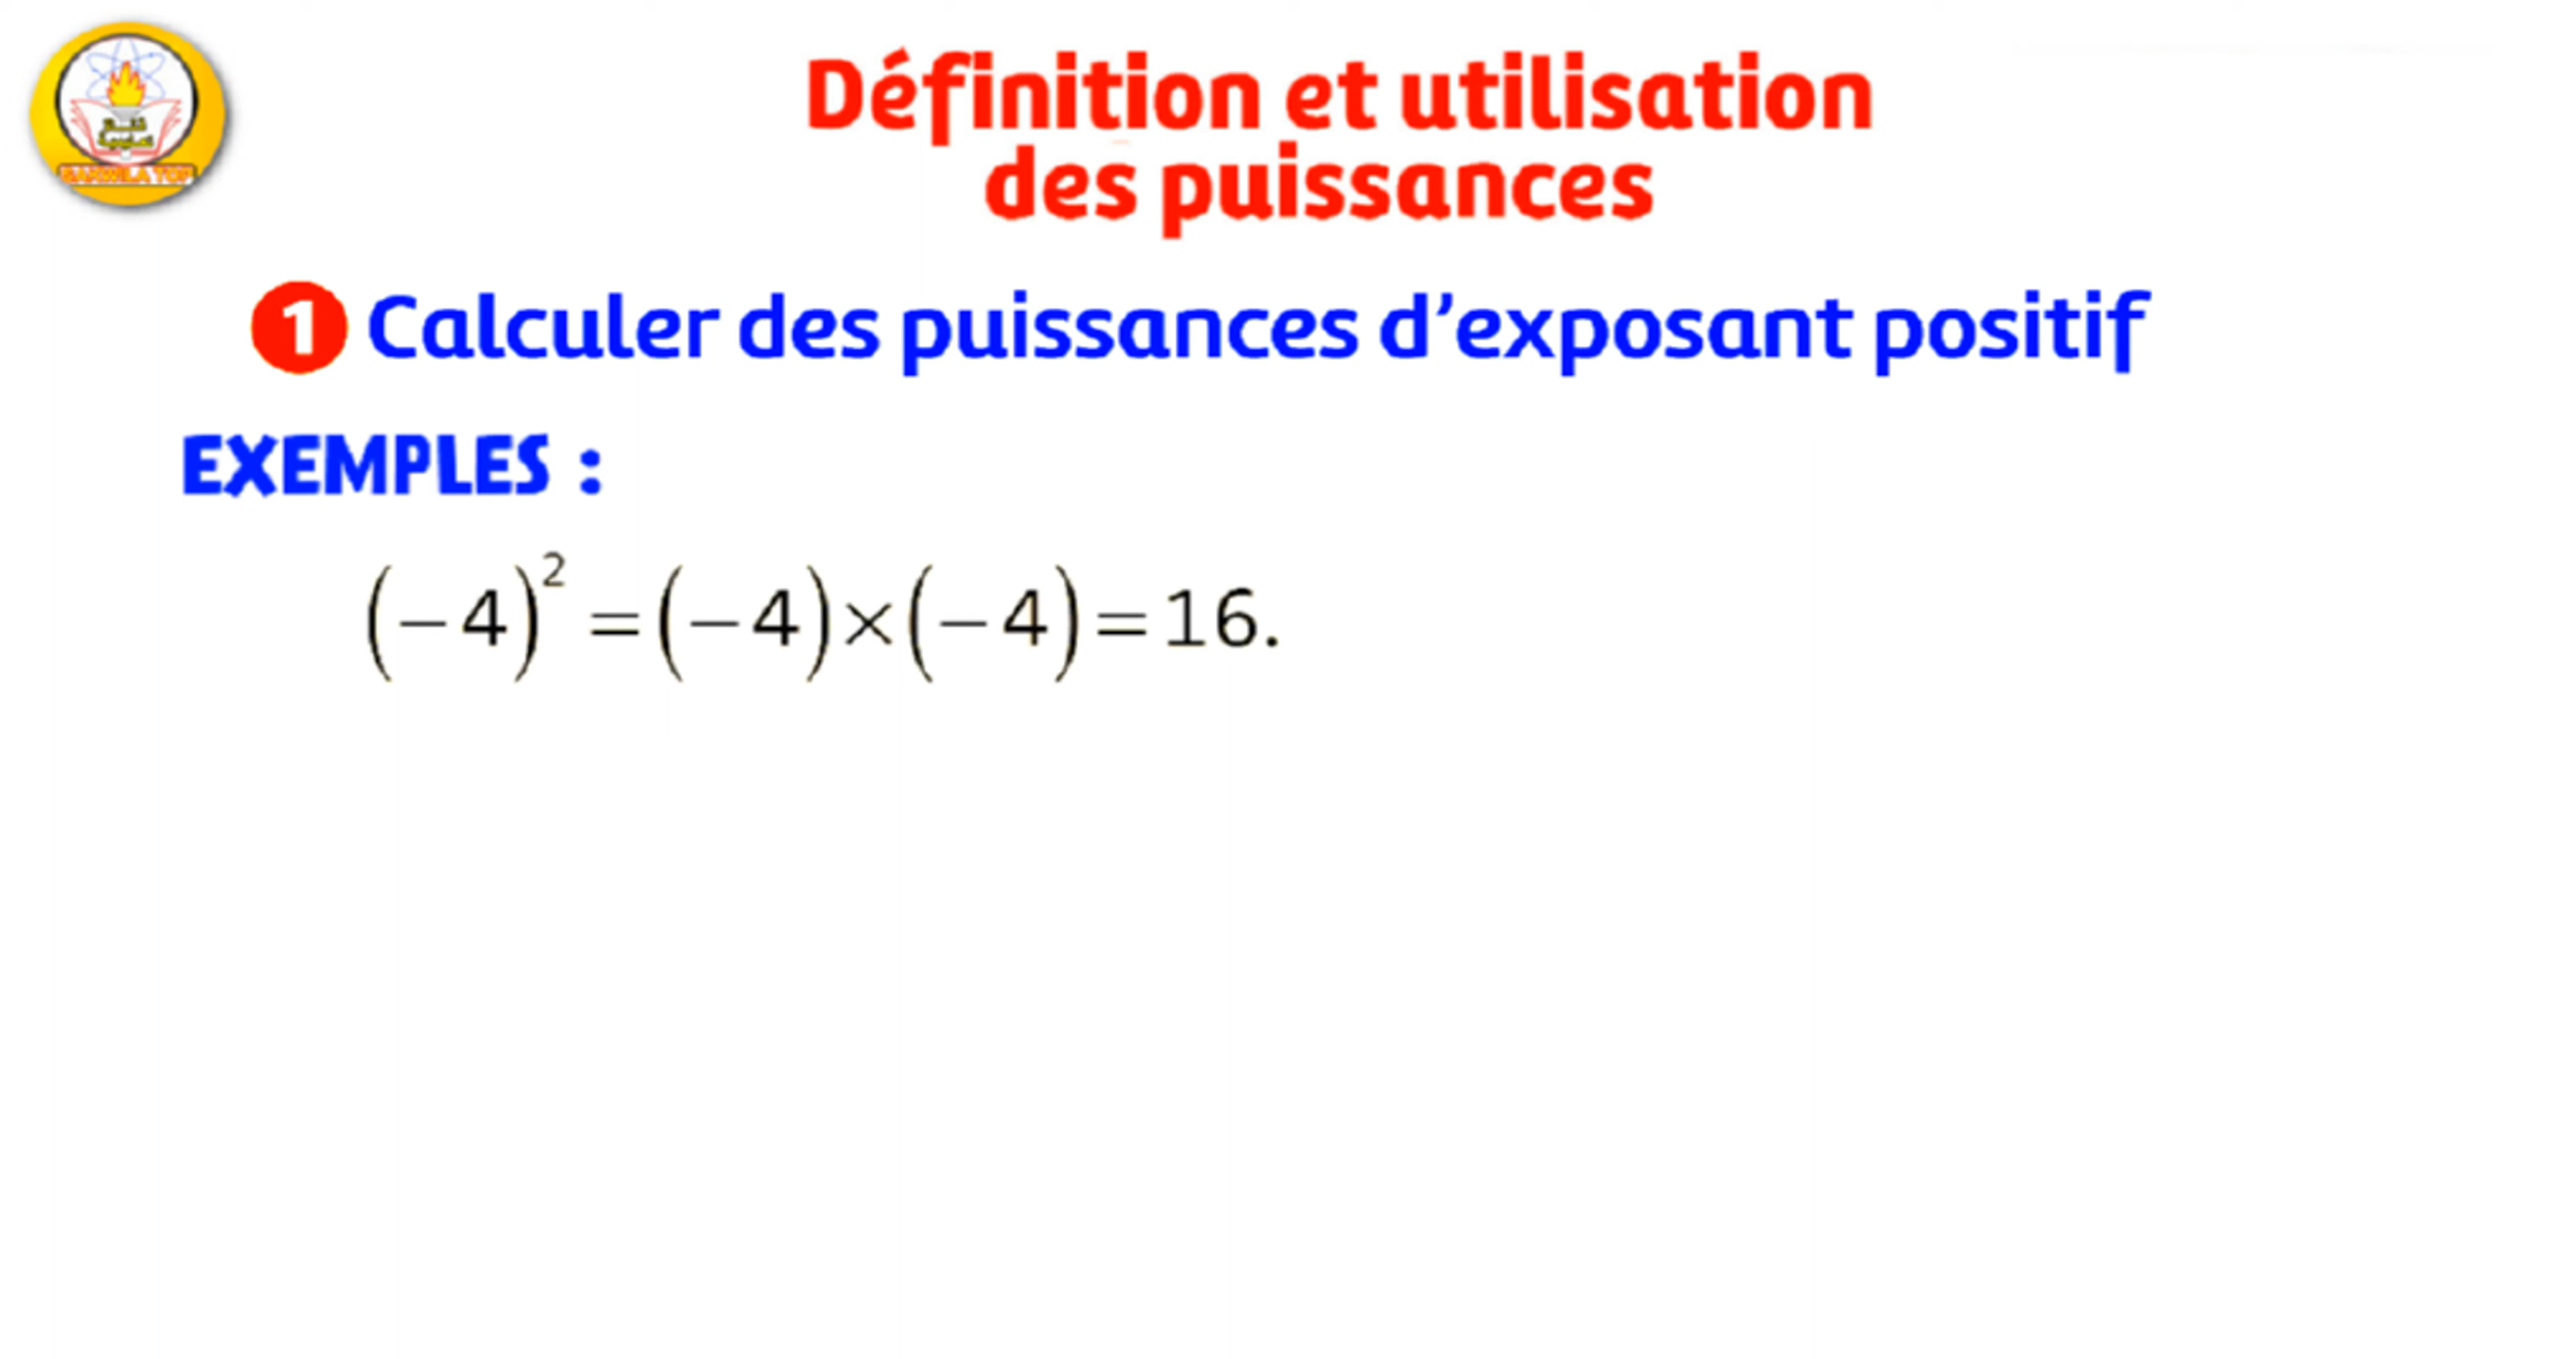 Définition et utilisation
des puissances
1 Calculer des puissances d’exposant positif
EXEMPLES :
(−4)² = (−4)×(−4)=16.